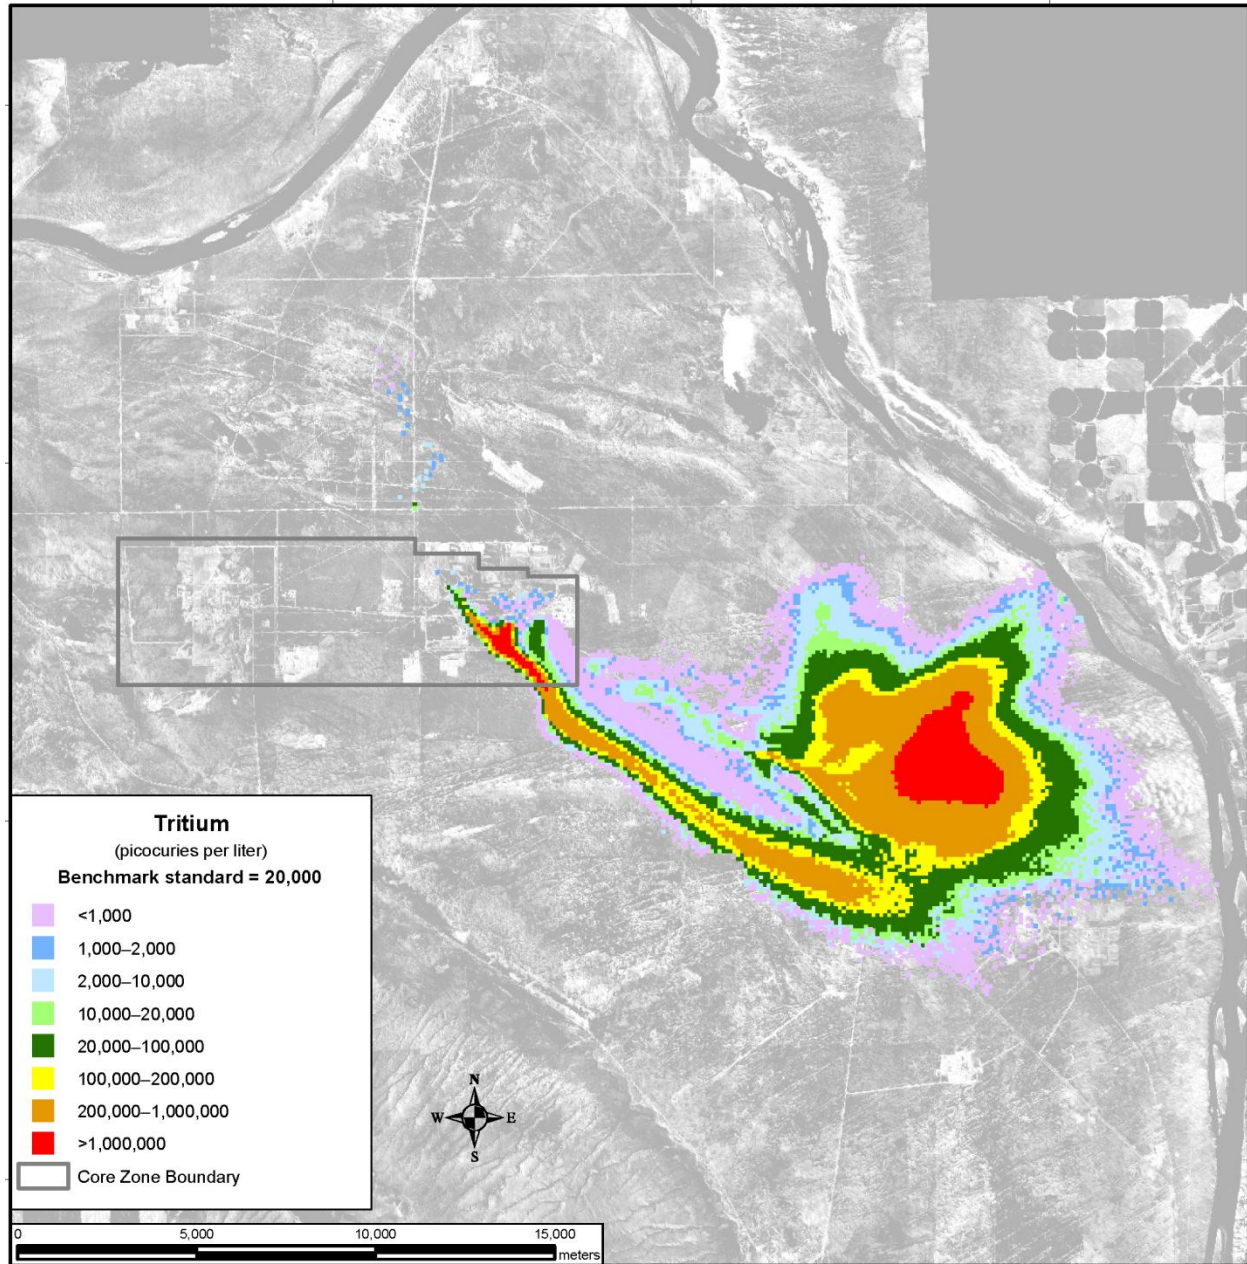 Tritium
(picocuries per liter)
Benchmark standard = 20,000
<1,000
1,000–2,000
2,000–10,000
10,000–20,000
20,000–100,000
100,000–200,000
200,000–1,000,000
>1,000,000
Core Zone Boundary
N
W E
S
0 5,000 10,000 15,000
meters